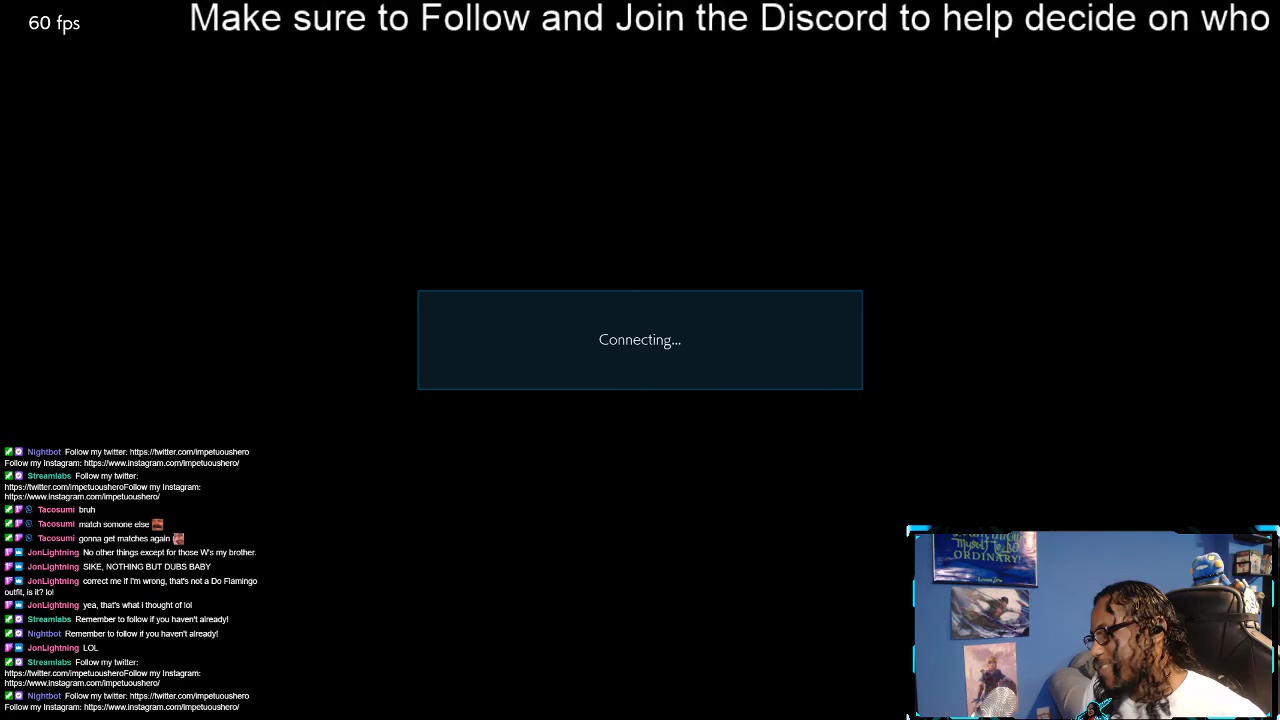 60 fps
Make sure to Follow and Join the Discord to help decide on who
Connecting...
Nightbot Follow my twitter: https://twitter.com/impetuoushero
Follow my Instagram: https://www.instagram.com/impetuoushero/
Streamlabs Follow my twitter:
https://twitter.com/impetuousheroFollow my Instagram:
https://www.instagram.com/impetuoushero/
Tacosumi bruh
Tacosumi match somone else
Tacosumi gonna get matches again
JonLightning No other things except for those W's my brother.
JonLightning SIKE, NOTHING BUT DUBS BABY
JonLightning correct me if I'm wrong, that's not a Do Flamingo
outfit, is it? lol
JonLightning yea, that's what i thought of lol
Streamlabs Remember to follow if you haven't already!
Nightbot Remember to follow if you haven't already!
JonLightning LOL
Streamlabs Follow my twitter:
https://twitter.com/impetuousheroFollow my Instagram:
https://www.instagram.com/impetuoushero/
Nightbot Follow my twitter: https://twitter.com/impetuoushero
Follow my Instagram: https://www.instagram.com/impetuoushero/
Myself to be
ORDINARY!